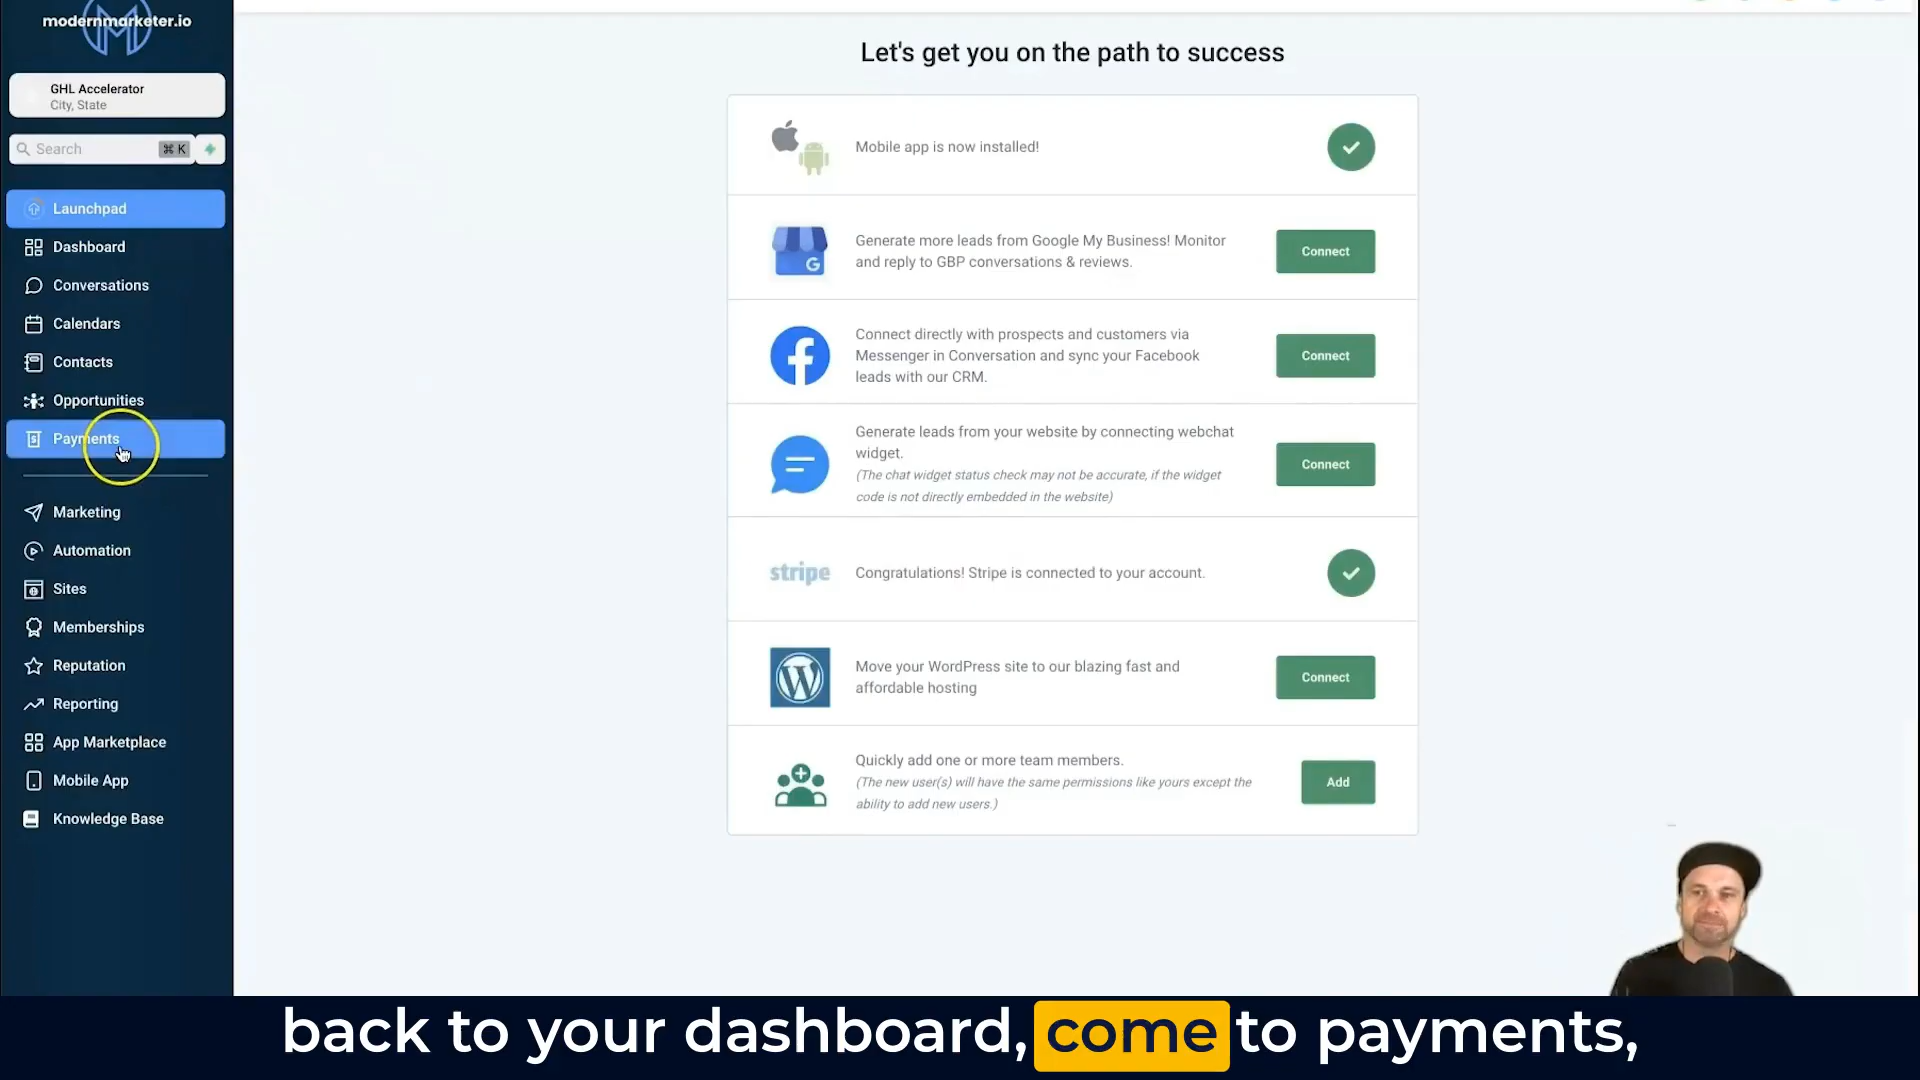 modernmarketer.io
GHL Accelerator
City, State
Search
⌘ K
Launchpad
Dashboard
Conversations
Calendars
Contacts
Opportunities
Payments
Marketing
Automation
Sites
Memberships
Reputation
Reporting
App Marketplace
Mobile App
Knowledge Base
Let's get you on the path to success
Mobile app is now installed!
Generate more leads from Google My Business! Monitor
and reply to GBP conversations & reviews.
Connect
Connect directly with prospects and customers via
Messenger in Conversation and sync your Facebook
leads with our CRM.
Connect
Generate leads from your website by connecting webchat
widget.
(The chat widget status check may not be accurate, if the widget
code is not directly embedded in the website)
Connect
stripe
Congratulations! Stripe is connected to your account.
Move your WordPress site to our blazing fast and
affordable hosting
Connect
Quickly add one or more team members.
(The new user(s) will have the same permissions like yours except the
ability to add new users.)
Add
back to your dashboard, come to payments,